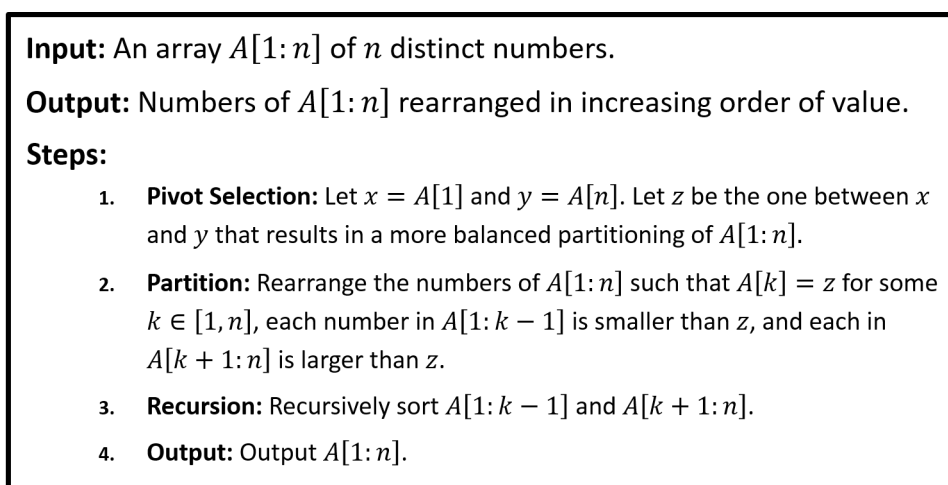 Input: An array A[1: n] of n distinct numbers.
Output: Numbers of A[1: n] rearranged in increasing order of value.
Steps:
1. Pivot Selection: Let x = A[1] and y = A[n]. Let z be the one between x
and y that results in a more balanced partitioning of A[1: n].
2. Partition: Rearrange the numbers of A[1: n] such that A[k] = z for some
k ∈ [1, n], each number in A[1: k − 1] is smaller than z, and each in
A[k + 1: n] is larger than z.
3. Recursion: Recursively sort A[1: k − 1] and A[k + 1: n].
4. Output: Output A[1: n].